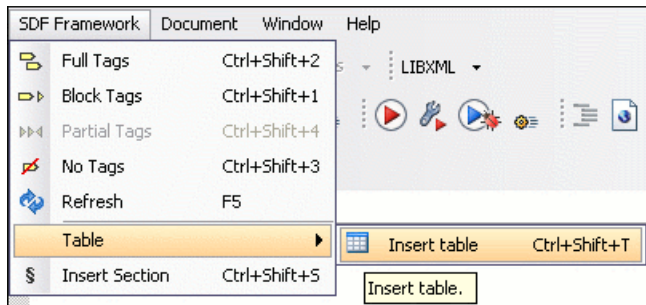 SDF Framework Document Window Help
Full Tags Ctrl+Shift+2
LIBXML
Block Tags Ctrl+Shift+1
Partial Tags Ctrl+Shift+4
No Tags Ctrl+Shift+3
Refresh F5
Table Insert table Ctrl+Shift+T
§ Insert Section Ctrl+Shift+S
Insert table.